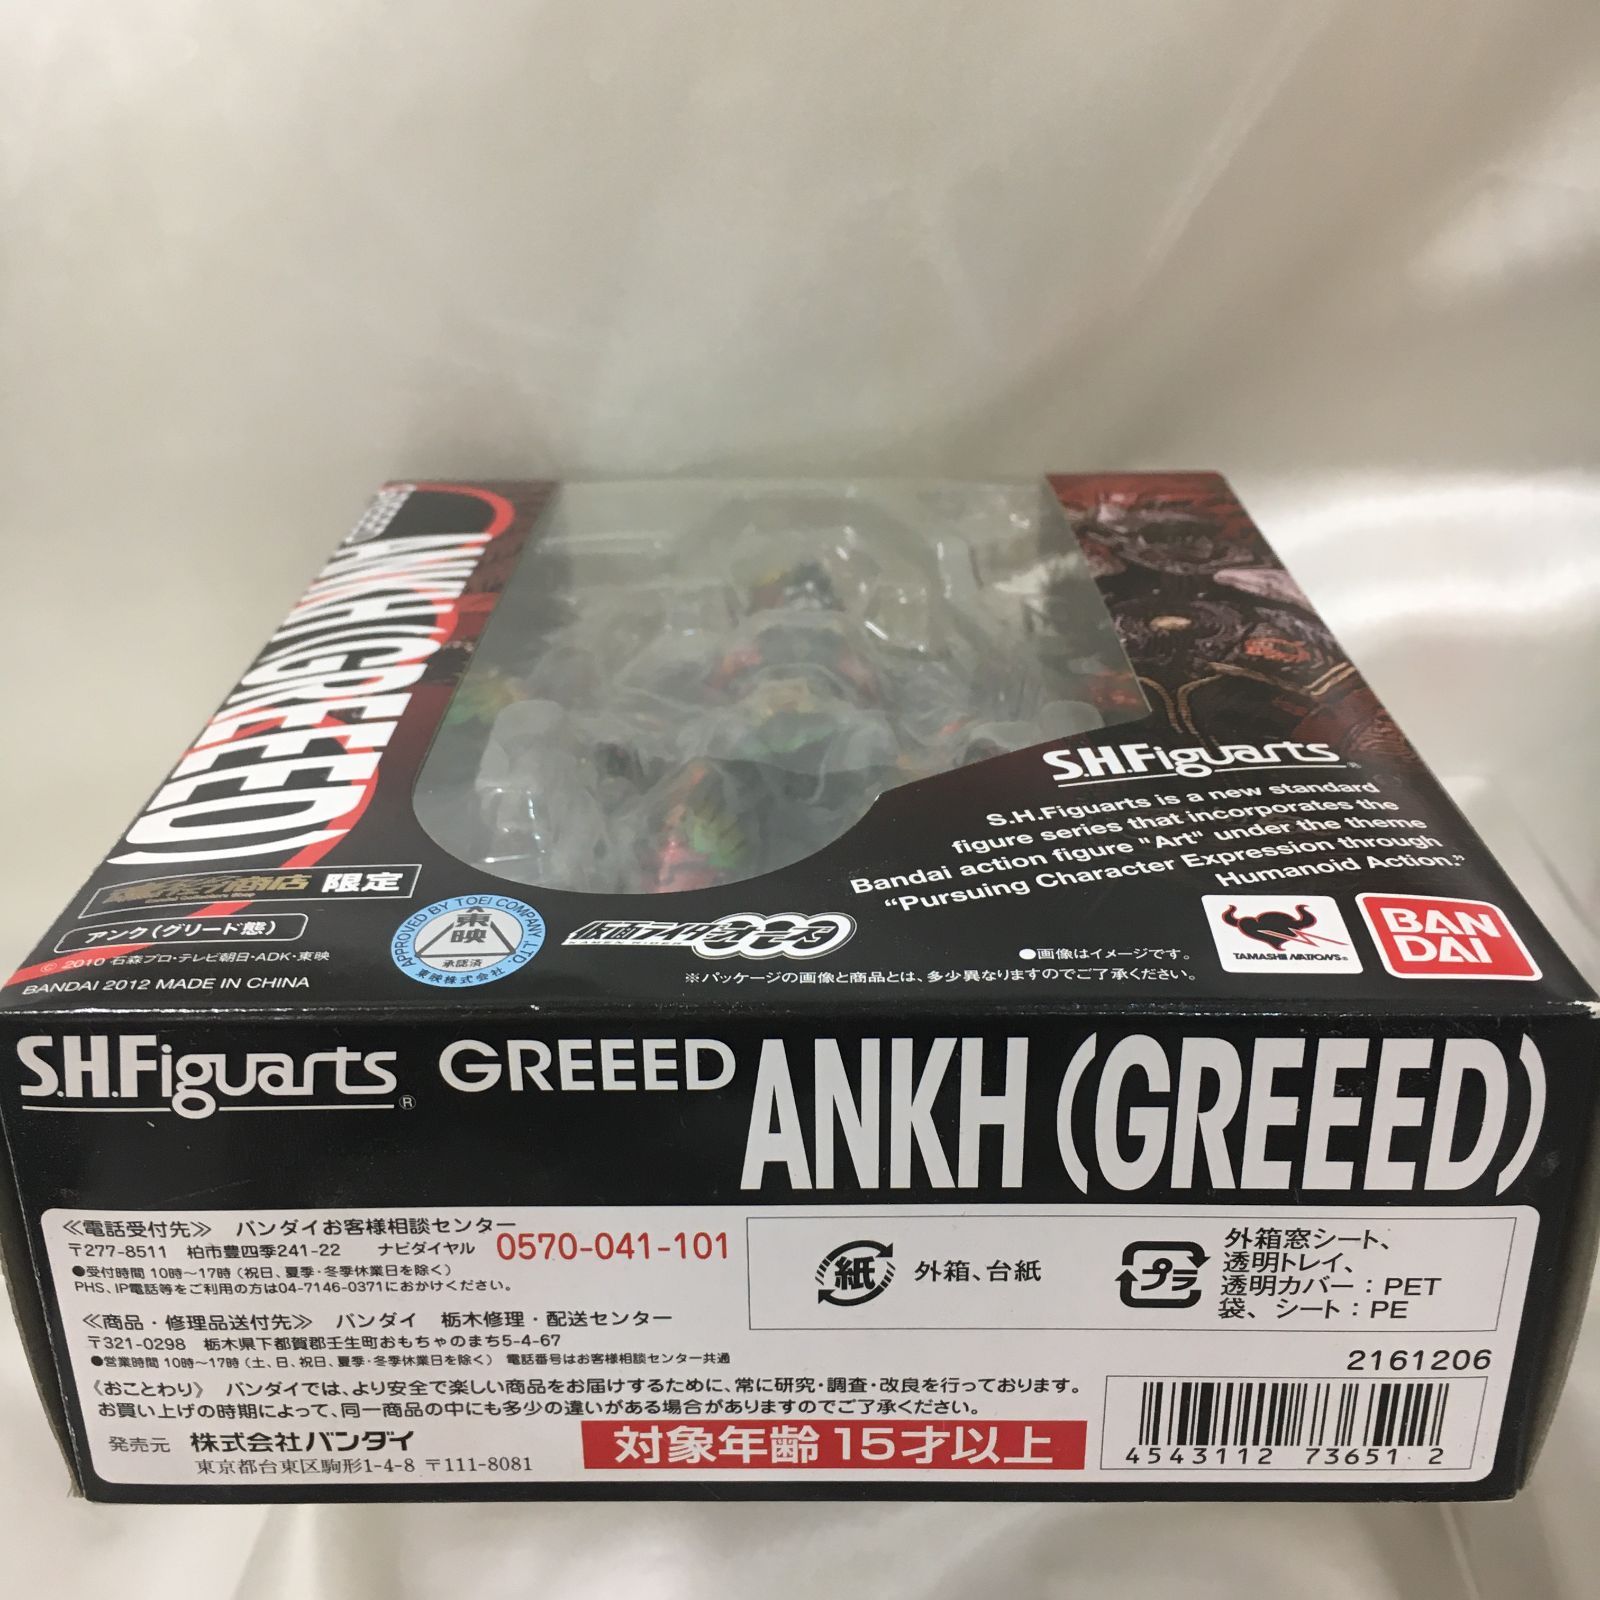 GREEED
ANKH (GREEED)
S.H.Figuarts®
S.H.Figuarts is a new standard
figure series that incorporates the
Bandai action figure "Art" under the theme
“Pursuing Character Expression through
Humanoid Action.”
魂ウェブ商店 限定
アンク(グリード態)
© 2010 石森プロ・テレビ朝日・ADK・東映
BANDAI 2012 MADE IN CHINA
APPROVED BY TOEI COMPANY, LTD.
東映
承認済
東映株式会社
仮面ライダーオーズ
KAMEN RIDER
●画像はイメージです。
※パッケージの画像と商品とは、多少異なりますのでご了承ください。
TAMASHII NATIONS®
BAN
DAI
S.H.Figuarts® GREEED ANKH (GREEED)
≪電話受付先≫ バンダイお客様相談センター
〒277-8511 柏市豊四季241-22 ナビダイヤル 0570-041-101
●受付時間 10時〜17時(祝日、夏季・冬季休業日を除く)
PHS、IP電話等をご利用の方は04-7146-0371におかけください。
≪商品・修理品送付先≫ バンダイ 栃木修理・配送センター
〒321-0298 栃木県下都賀郡壬生町おもちゃのまち5-4-67
●営業時間 10時〜17時(土、日、祝日、夏季・冬季休業日を除く) 電話番号はお客様相談センター共通
《おことわり》 バンダイでは、より安全で楽しい商品をお届けするために、常に研究・調査・改良を行っております。
お買い上げの時期によって、同一商品の中にも多少の違いがある場合がありますのでご了承ください。
発売元 株式会社バンダイ
東京都台東区駒形1-4-8 〒111-8081
対象年齢 15才以上
紙 外箱、台紙
プラ 外箱窓シート、
透明トレイ、
透明カバー : PET
袋、シート : PE
2161206
4543112 73651 2